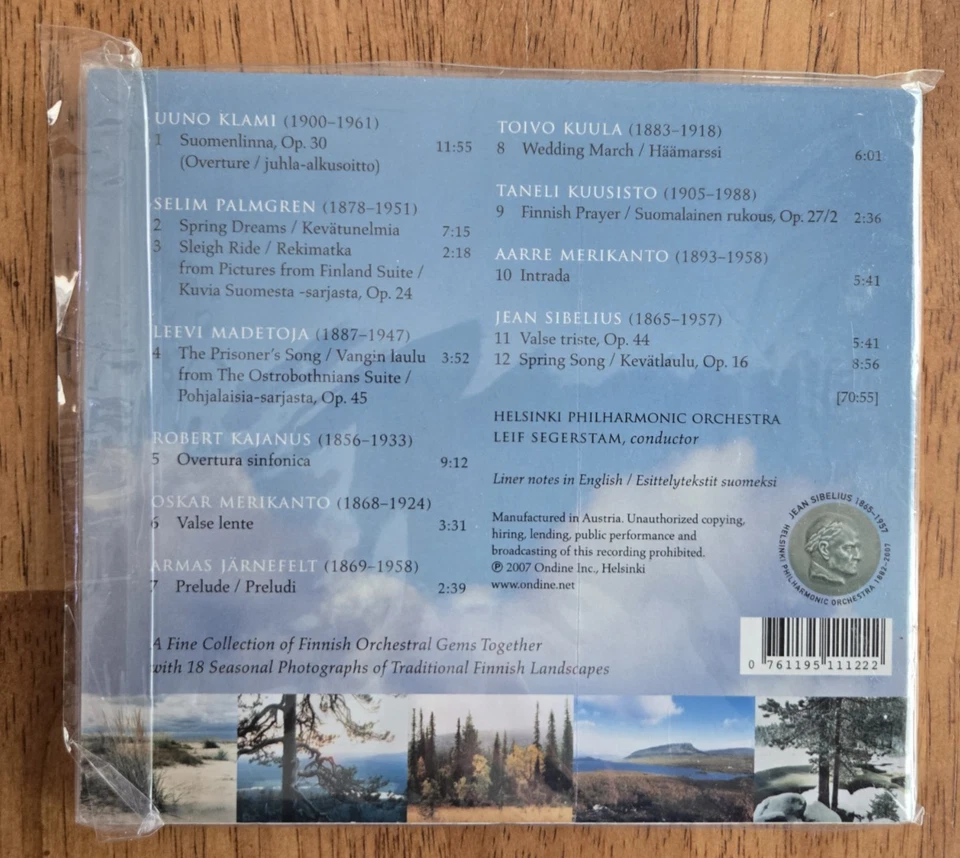 UUNO KLAMI (1900–1961)
1 Suomenlinna, Op. 30 11:55
(Overture / juhla-alkusoitto)
SELIM PALMGREN (1878–1951)
2 Spring Dreams / Kevätunelmia 7:15
3 Sleigh Ride / Rekimatka 2:18
from Pictures from Finland Suite /
Kuvia Suomesta -sarjasta, Op. 24
LEEVI MADETOJA (1887–1947)
4 The Prisoner's Song / Vangin laulu 3:52
from The Ostrobothnians Suite /
Pohjalaisia-sarjasta, Op. 45
ROBERT KAJANUS (1856–1933)
5 Overtura sinfonica 9:12
OSKAR MERIKANTO (1868–1924)
6 Valse lente 3:31
ARMAS JÄRNEFELT (1869–1958)
7 Prelude / Preludi 2:39
TOIVO KUULA (1883–1918)
8 Wedding March / Häämarssi 6:01
TANELI KUUSISTO (1905–1988)
9 Finnish Prayer / Suomalainen rukous, Op. 27/2 2:36
AARRE MERIKANTO (1893–1958)
10 Intrada 5:41
JEAN SIBELIUS (1865–1957)
11 Valse triste, Op. 44 5:41
12 Spring Song / Kevätlaulu, Op. 16 8:56
[70:55]
HELSINKI PHILHARMONIC ORCHESTRA
LEIF SEGERSTAM, conductor
Liner notes in English / Esittelytekstit suomeksi
Manufactured in Austria. Unauthorized copying,
hiring, lending, public performance and
broadcasting of this recording prohibited.
℗ 2007 Ondine Inc., Helsinki
www.ondine.net
JEAN SIBELIUS 1865–1957
HELSINKI PHILHARMONIC ORCHESTRA 1882–2007
0 761195 111222
A Fine Collection of Finnish Orchestral Gems Together
with 18 Seasonal Photographs of Traditional Finnish Landscapes